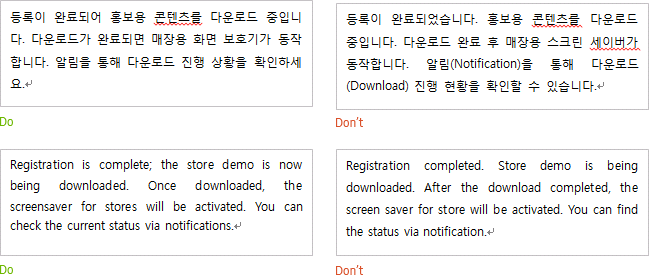 등록이 완료되어 홍보용 콘텐츠를 다운로드 중입니
다. 다운로드가 완료되면 매장용 화면 보호기가 동작
합니다. 알림을 통해 다운로드 진행 상황을 확인하세
요.↵
Do
등록이 완료되었습니다. 홍보용 콘텐츠를 다운로드
중입니다. 다운로드 완료 후 매장용 스크린 세이버가
동작합니다. 알림(Notification)을 통해 다운로드
(Download) 진행 현황을 확인할 수 있습니다.↵
Don't
Registration is complete; the store demo is now
being downloaded. Once downloaded, the
screensaver for stores will be activated. You can
check the current status via notifications.↵
Do
Registration completed. Store demo is being
downloaded. After the download completed, the
screen saver for store will be activated. You can find
the status via notification.↵
Don't